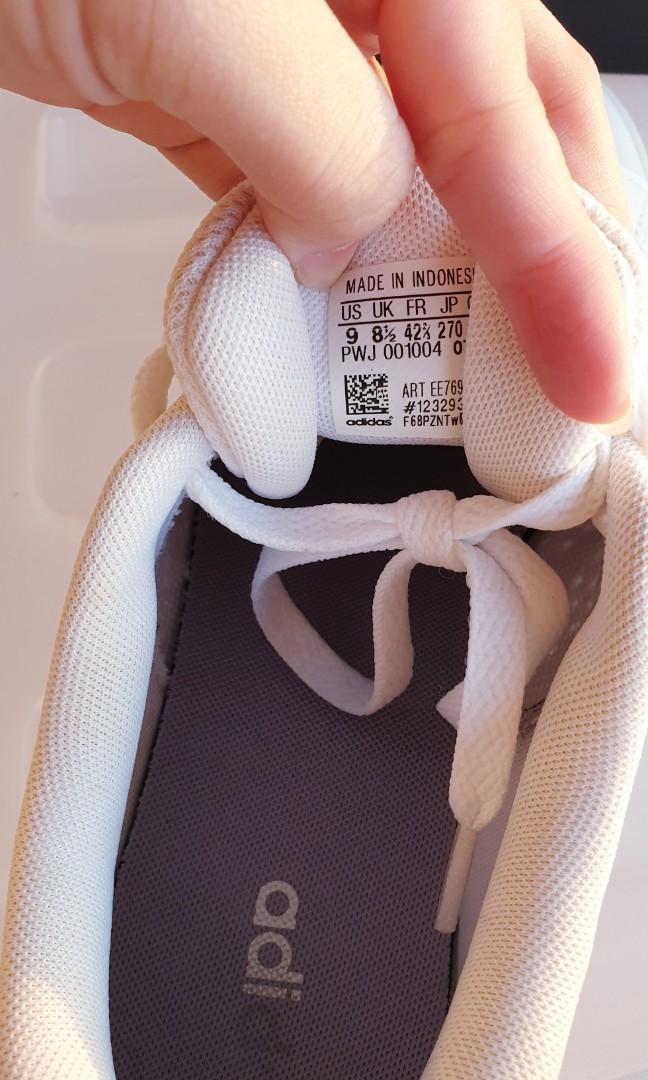 MADE IN INDONES
US UK FR JP
9 8½ 42⅔ 270
PWJ 001004 0
ART EE769
#123293
adidas F68PZNTW
adi